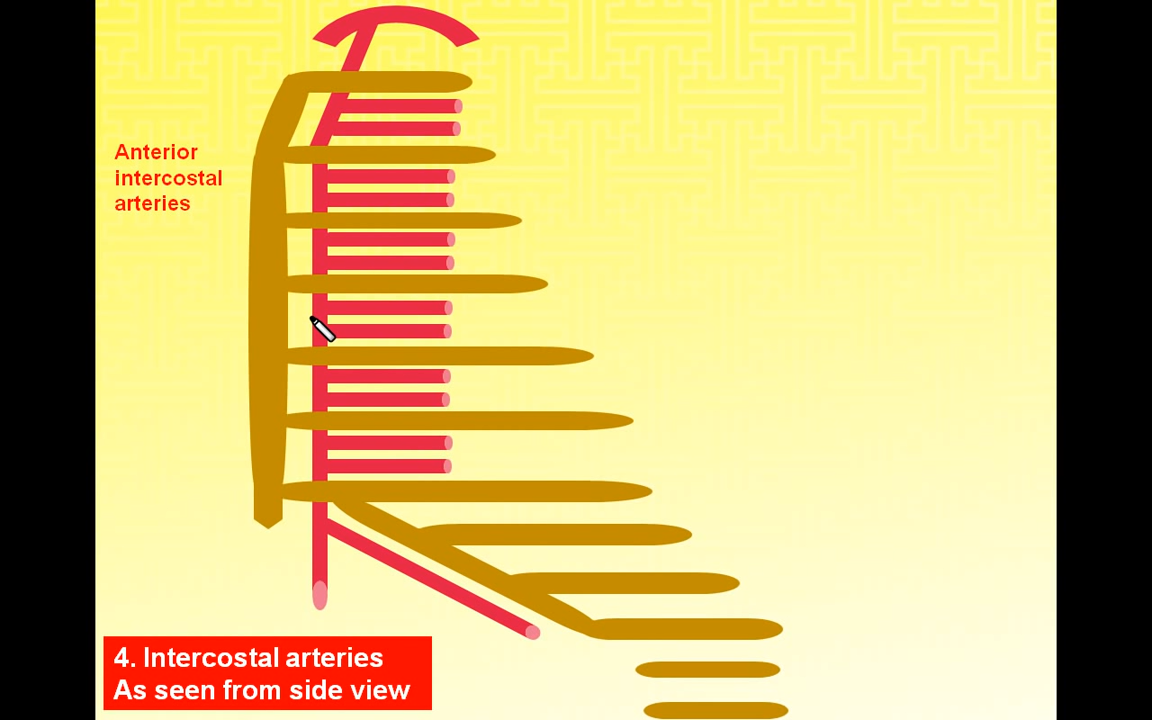 Anterior
intercostal
arteries
4. Intercostal arteries
As seen from side view